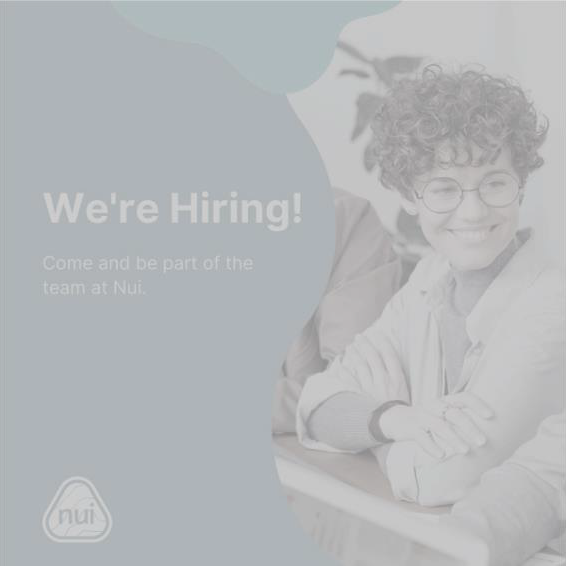 We're Hiring!
Come and be part of the
team at Nui.
nui